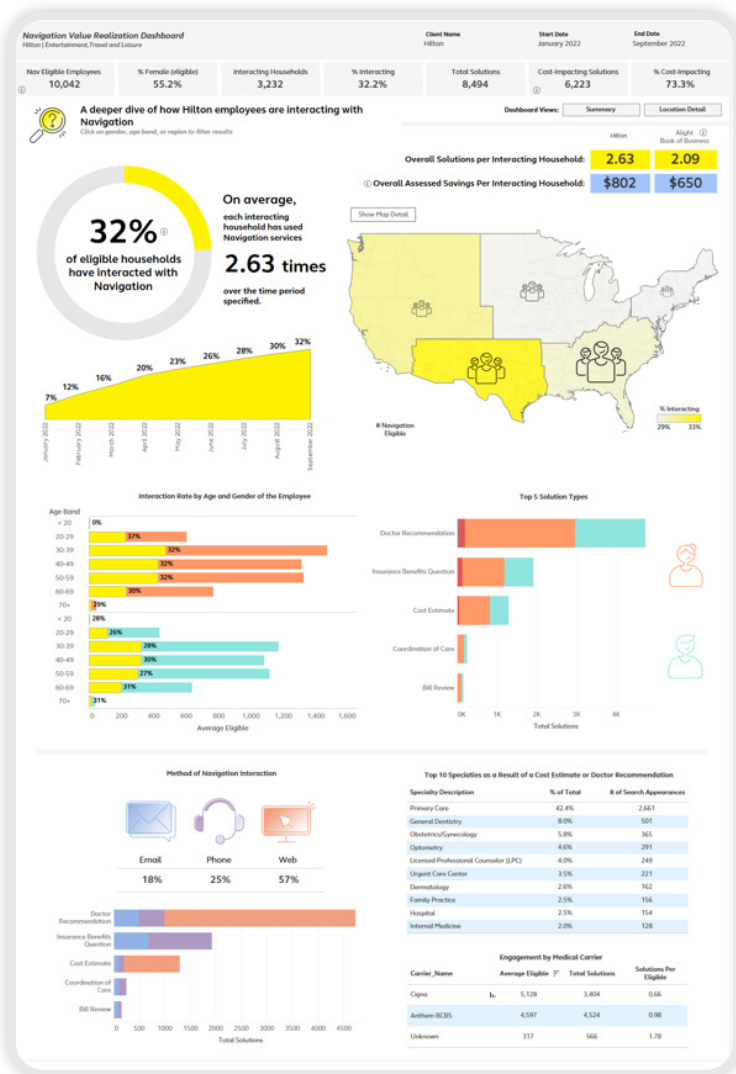 Navigation Value Realization Dashboard
Hilton | Entertainment,Travel and Leisure
Client Name
Hilton
Start Date
January 2022
End Date
September 2022
Nav Eligible Employees
10,042
% Female (eligible)
55.2%
Interacting Households
3,232
% Interacting
32.2%
Total Solutions
8,494
Cost-Impacting Solutions
6,223
% Cost-Impacting
73.3%
A deeper dive of how Hilton employees are interacting with
Navigation
Click on gender, age band, or region to filter results
Dashboard Views:
Summary
Location Detail
Hilton
Alight
Book of Business
Overall Solutions per Interacting Household:
2.63
2.09
Overall Assessed Savings Per Interacting Household:
$802
$650
32%
of eligible households
have interacted with
Navigation
On average,
each interacting
household has used
Navigation services
2.63 times
over the time period
specified.
Show Map Detail
# Navigation
Eligible
% Interacting
29% 33%
7%
12%
16%
20%
23%
26%
28%
30%
32%
January 2022
February 2022
March 2022
April 2022
May 2022
June 2022
July 2022
August 2022
September 2022
Interaction Rate by Age and Gender of the Employee
Age Band
< 20 0%
20-29 37%
30-39 32%
40-49 32%
50-59 32%
60-69 30%
70+ 29%
< 20 28%
20-29 26%
30-39 28%
40-49 30%
50-59 27%
60-69 31%
70+ 31%
0 200 400 600 800 1,000 1,200 1,400 1,600
Average Eligible
Top 5 Solution Types
Doctor Recommendation
Insurance Benefits Question
Cost Estimate
Coordination of Care
Bill Review
0K 1K 2K 3K 4K
Total Solutions
Method of Navigation Interaction
Email Phone Web
18% 25% 57%
Doctor
Recommendation
Insurance Benefits
Question
Cost Estimate
Coordination of
Care
Bill Review
0 500 1000 1500 2000 2500 3000 3500 4000 4500
Total Solutions
Top 10 Specialties as a Result of a Cost Estimate or Doctor Recommendation
Specialty Description % of Total # of Search Appearances
Primary Care 42.4% 2,661
General Dentistry 8.0% 501
Obstetrics/Gynecology 5.8% 365
Optometry 4.6% 291
Licensed Professional Counselor (LPC) 4.0% 249
Urgent Care Center 3.5% 221
Dermatology 2.6% 162
Family Practice 2.5% 156
Hospital 2.5% 154
Internal Medicine 2.0% 128
Engagement by Medical Carrier
Carrier_Name Average Eligible Total Solutions Solutions Per
Eligible
Cigna 5,128 3,404 0.66
Anthem BCBS 4,597 4,524 0.98
Unknown 317 566 1.78